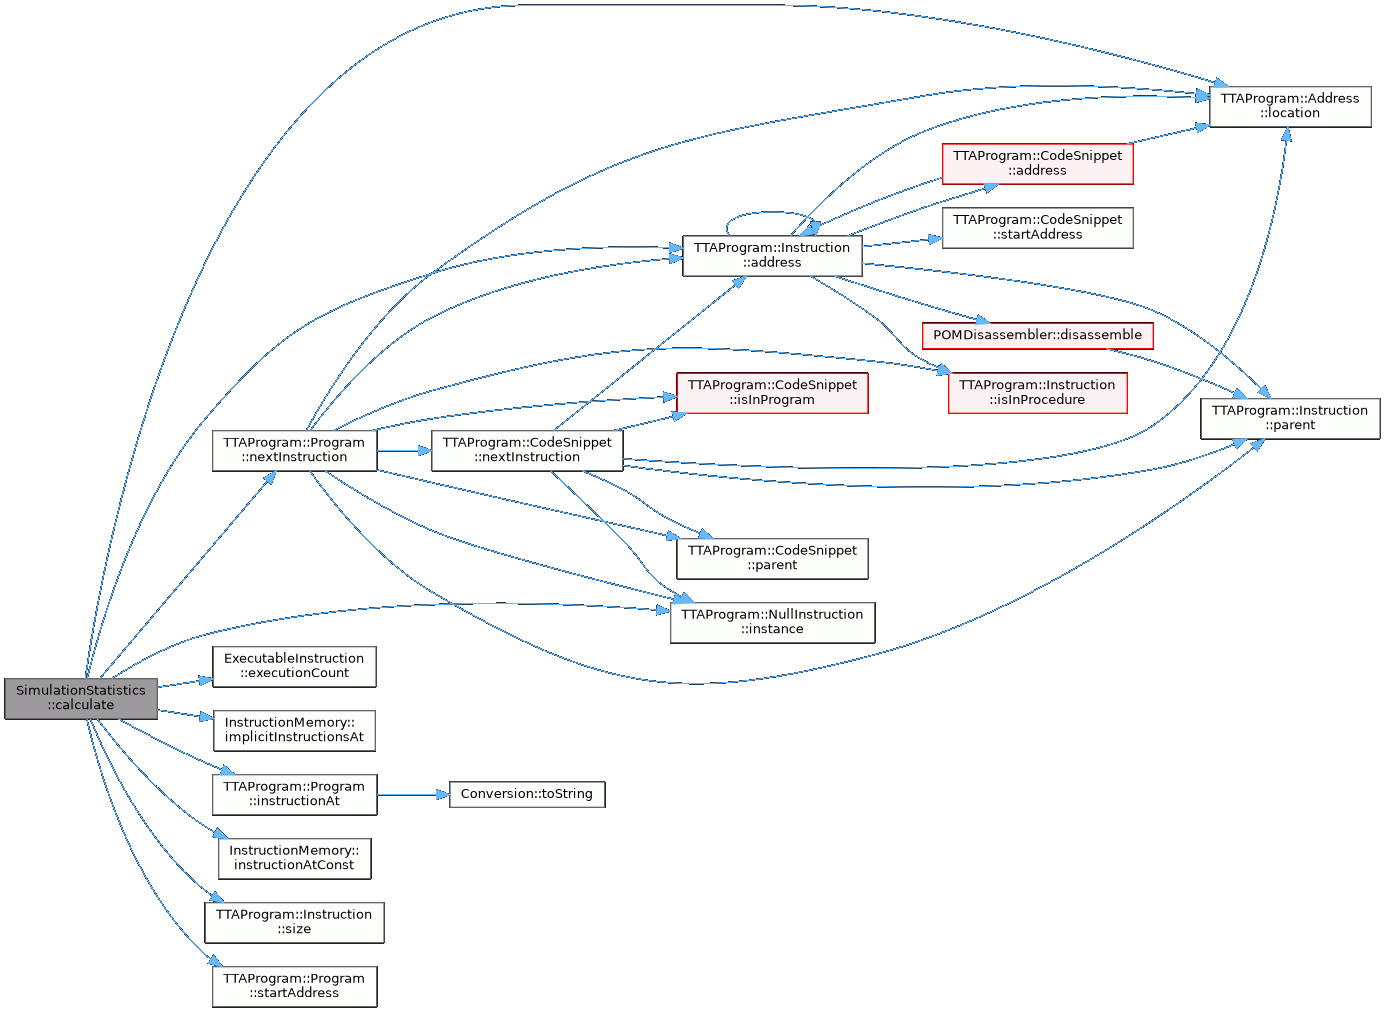 TTAProgram::Address
::location
TTAProgram::CodeSnippet
::address
TTAProgram::CodeSnippet
::startAddress
TTAProgram::Instruction
::address
POMDisassembler::disassemble
TTAProgram::CodeSnippet
::isInProgram
TTAProgram::Instruction
::isInProcedure
TTAProgram::Instruction
::parent
TTAProgram::Program
::nextInstruction
TTAProgram::CodeSnippet
::nextInstruction
TTAProgram::CodeSnippet
::parent
TTAProgram::NullInstruction
::instance
ExecutableInstruction
::executionCount
SimulationStatistics
::calculate
InstructionMemory::
implicitInstructionsAt
TTAProgram::Program
::instructionAt
Conversion::toString
InstructionMemory::
instructionAtConst
TTAProgram::Instruction
::size
TTAProgram::Program
::startAddress